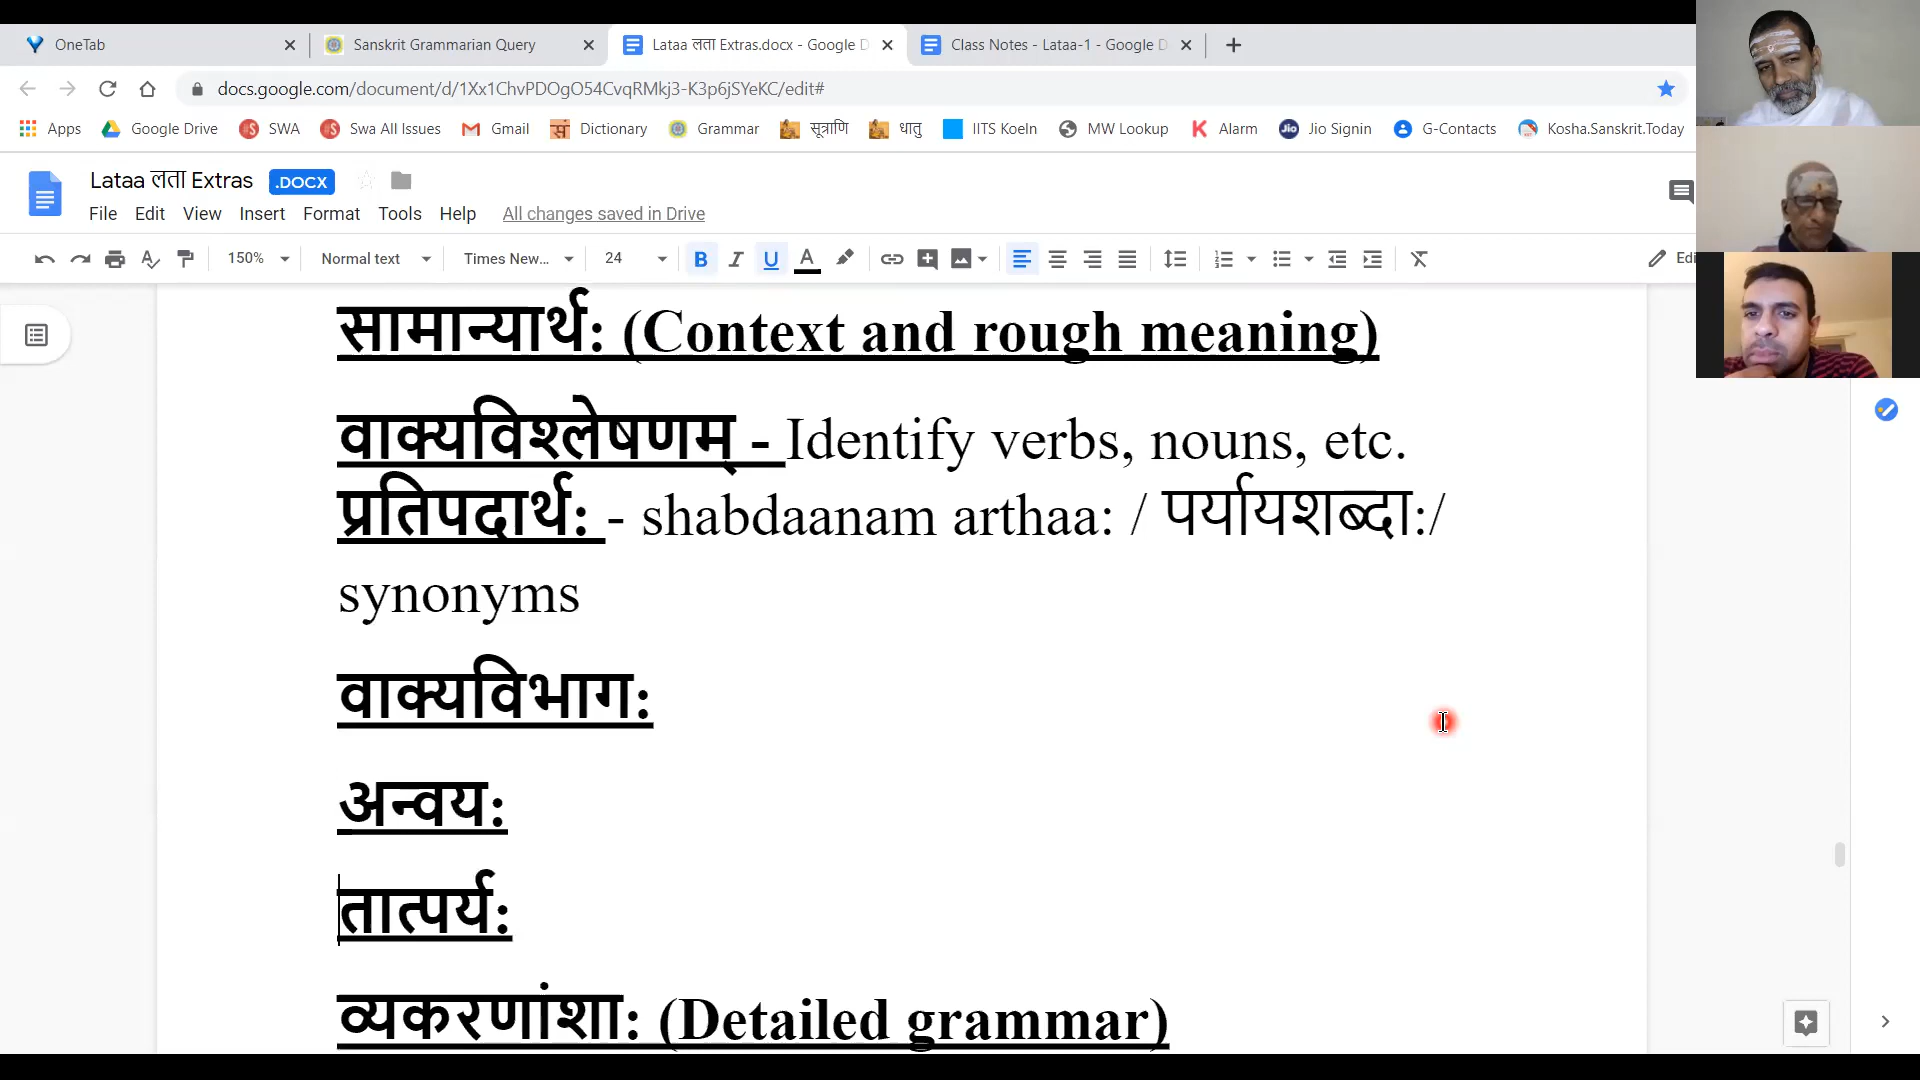 OneTab
Sanskrit Grammarian Query
Lataa लता Extras.docx - Google D
Class Notes - Lataa-1 - Google D
docs.google.com/document/d/1Xx1ChvPDOgO54CvqRMkj3-K3p6jSYeKC/edit#
Apps Google Drive SWA Swa All Issues Gmail Dictionary Grammar सूत्राणि धातु IITS Koeln MW Lookup Alarm Jio Signin G-Contacts Kosha.Sanskrit.Today
Lataa लता Extras .DOCX
File Edit View Insert Format Tools Help All changes saved in Drive
150% Normal text Times New... 24 B I U A Edi
सामान्यार्थ: (Context and rough meaning)
वाक्यविश्लेषणम् - Identify verbs, nouns, etc.
प्रतिपदार्थ: - shabdaanam arthaa: / पर्यायशब्दा:/
synonyms
वाक्यविभाग:
अन्वय:
तात्पर्य:
व्यकरणांशा: (Detailed grammar)